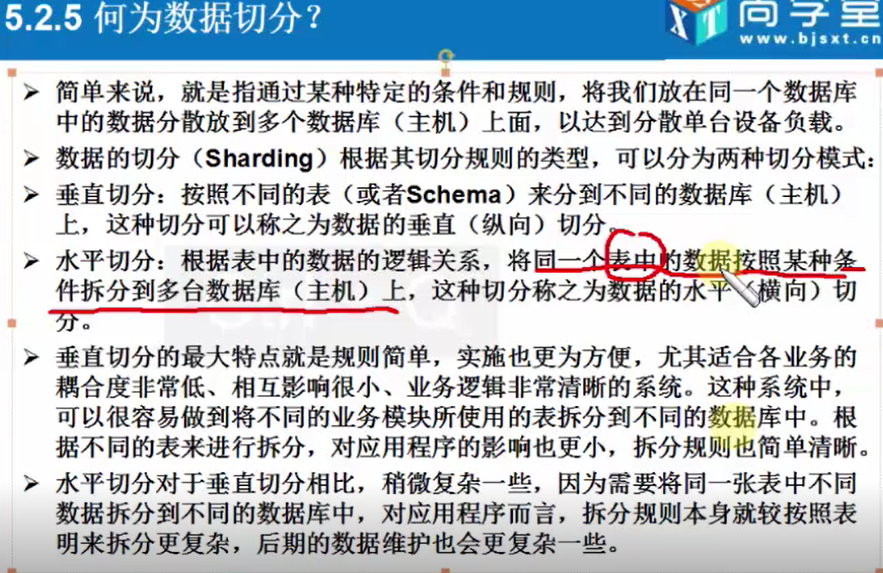 5.2.5 何为数据切分？
尚学堂
XT
www.bjsxt.cn
➢ 简单来说，就是指通过某种特定的条件和规则，将我们放在同一个数据库
中的数据分散放到多个数据库（主机）上面，以达到分散单台设备负载。
➢ 数据的切分（Sharding）根据其切分规则的类型，可以分为两种切分模式：
➢ 垂直切分：按照不同的表（或者Schema）来分到不同的数据库（主机）
上，这种切分可以称之为数据的垂直（纵向）切分。
➢ 水平切分：根据表中的数据的逻辑关系，将同一个表中的数据按照某种条
件拆分到多台数据库（主机）上，这种切分称之为数据的水平（横向）切
分。
➢ 垂直切分的最大特点就是规则简单，实施也更为方便，尤其适合各业务的
耦合度非常低、相互影响很小、业务逻辑非常清晰的系统。这种系统中，
可以很容易做到将不同的业务模块所使用的表拆分到不同的数据库中。根
据不同的表来进行拆分，对应用程序的影响也更小，拆分规则也简单清晰。
➢ 水平切分对于垂直切分相比，稍微复杂一些，因为需要将同一张表中不同
数据拆分到不同的数据库中，对应用程序而言，拆分规则本身就较按照表
明来拆分更复杂，后期的数据维护也会更复杂一些。